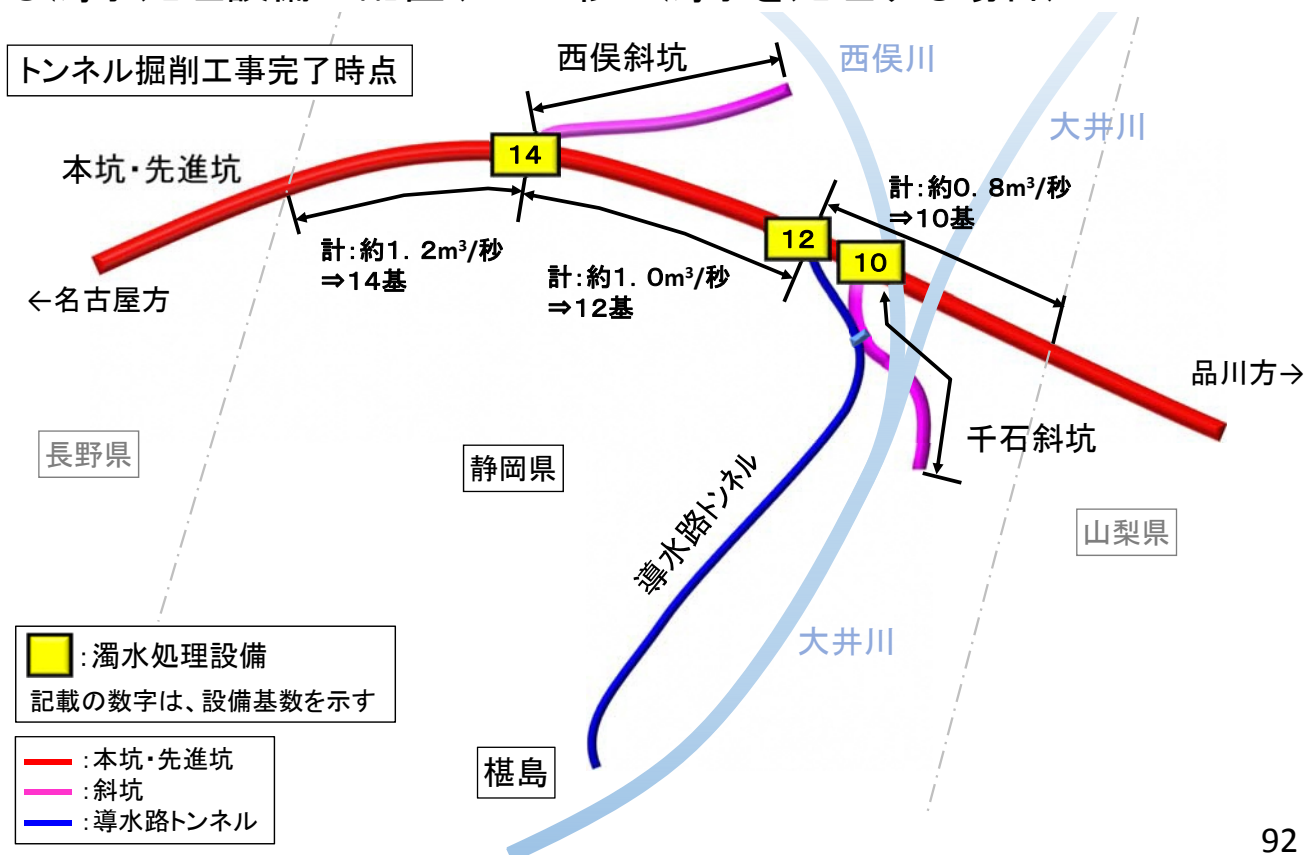 トンネル掘削工事完了時点
西俣斜坑
西俣川
大井川
本坑・先進坑
14
計:約0.8m³/秒
⇒10基
12
10
計:約1.2m³/秒
⇒14基
計:約1.0m³/秒
⇒12基
←名古屋方
品川方→
長野県
静岡県
千石斜坑
山梨県
導水路トンネル
大井川
:濁水処理設備
記載の数字は、設備基数を示す
:本坑・先進坑
:斜坑
:導水路トンネル
椹島
92